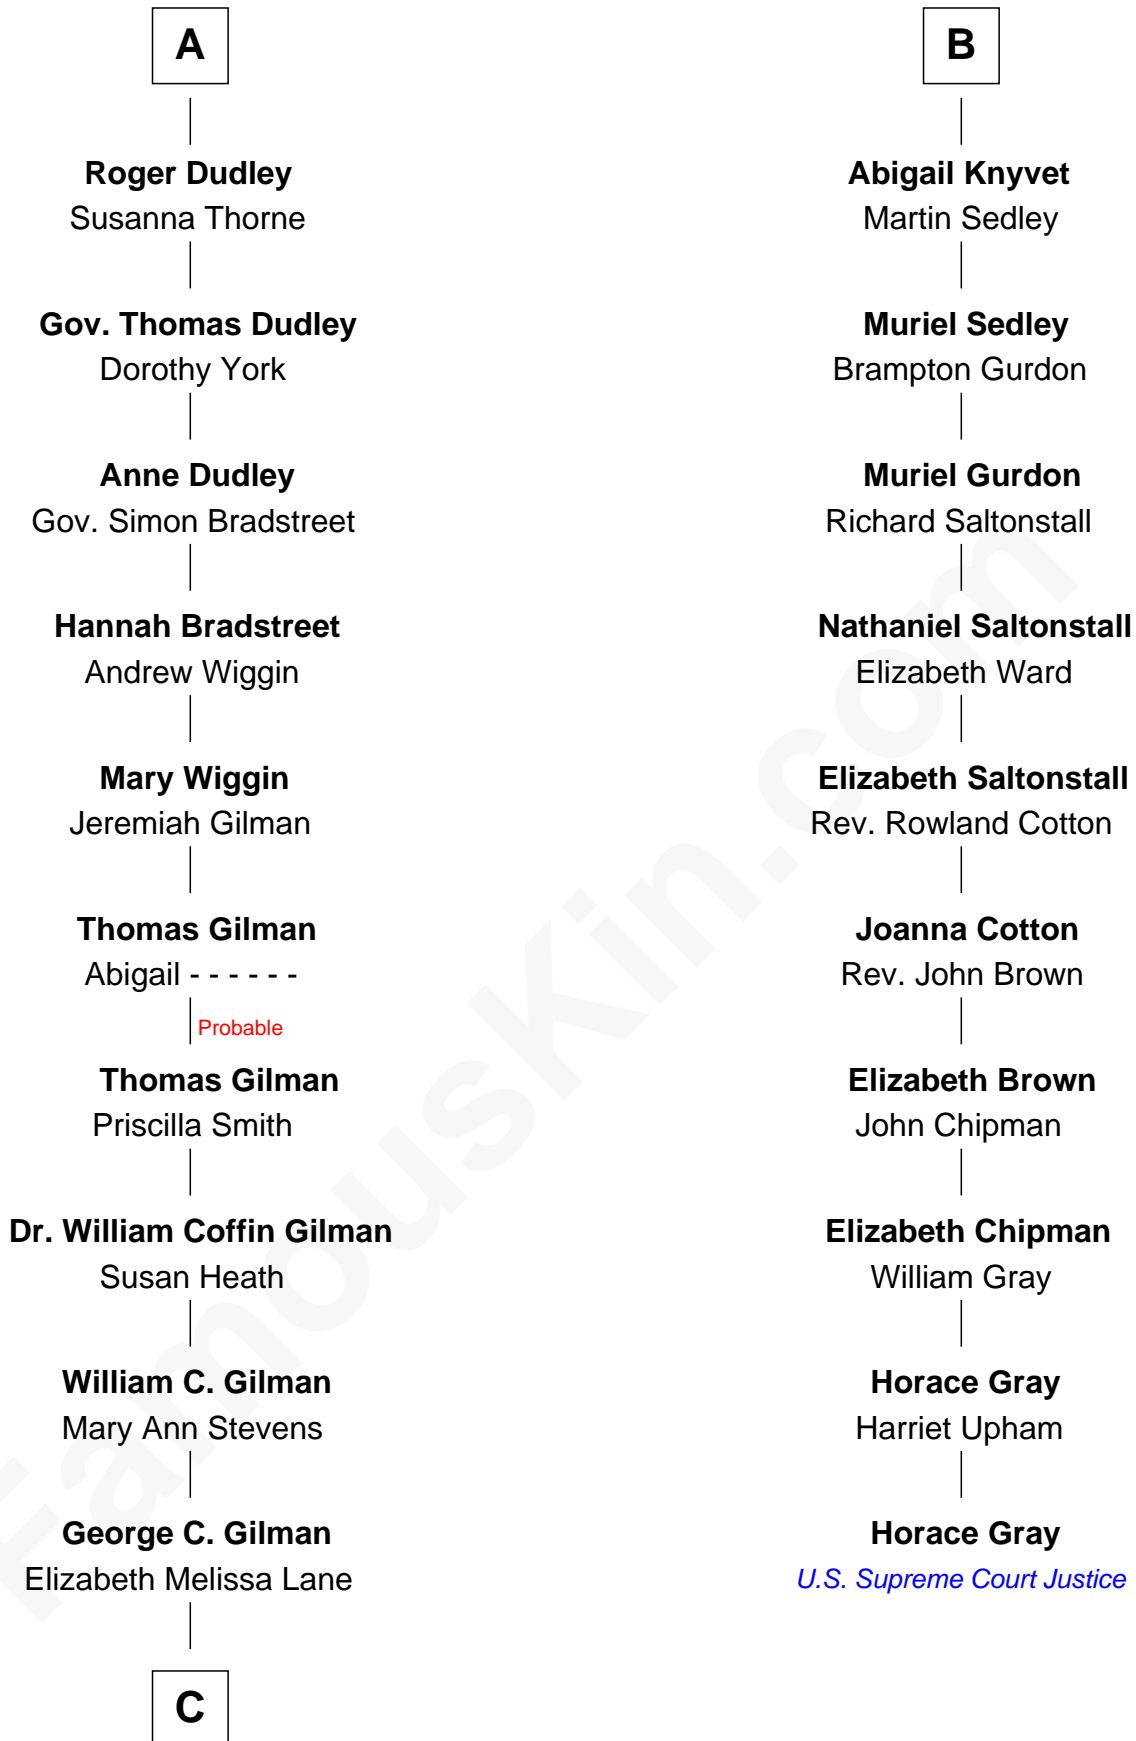 A
Roger Dudley
Susanna Thorne
Gov. Thomas Dudley
Dorothy York
Anne Dudley
Gov. Simon Bradstreet
Hannah Bradstreet
Andrew Wiggin
Mary Wiggin
Jeremiah Gilman
Thomas Gilman
Abigail - - - - - -
Probable
Thomas Gilman
Priscilla Smith
Dr. William Coffin Gilman
Susan Heath
William C. Gilman
Mary Ann Stevens
George C. Gilman
Elizabeth Melissa Lane
C
B
Abigail Knyvet
Martin Sedley
Muriel Sedley
Brampton Gurdon
Muriel Gurdon
Richard Saltonstall
Nathaniel Saltonstall
Elizabeth Ward
Elizabeth Saltonstall
Rev. Rowland Cotton
Joanna Cotton
Rev. John Brown
Elizabeth Brown
John Chipman
Elizabeth Chipman
William Gray
Horace Gray
Harriet Upham
Horace Gray
U.S. Supreme Court Justice
FamousKin.com